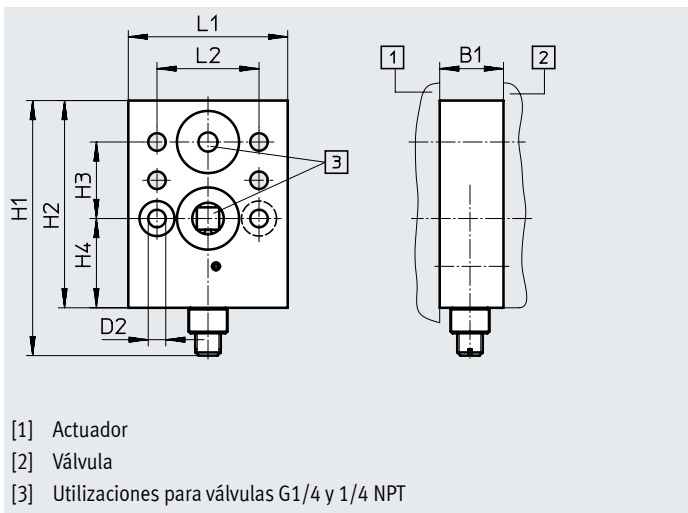 L1
L2
B1
1
2
3
H1
H2
H3
H4
D2
[1] Actuador
[2] Válvula
[3] Utilizaciones para válvulas G1/4 y 1/4 NPT